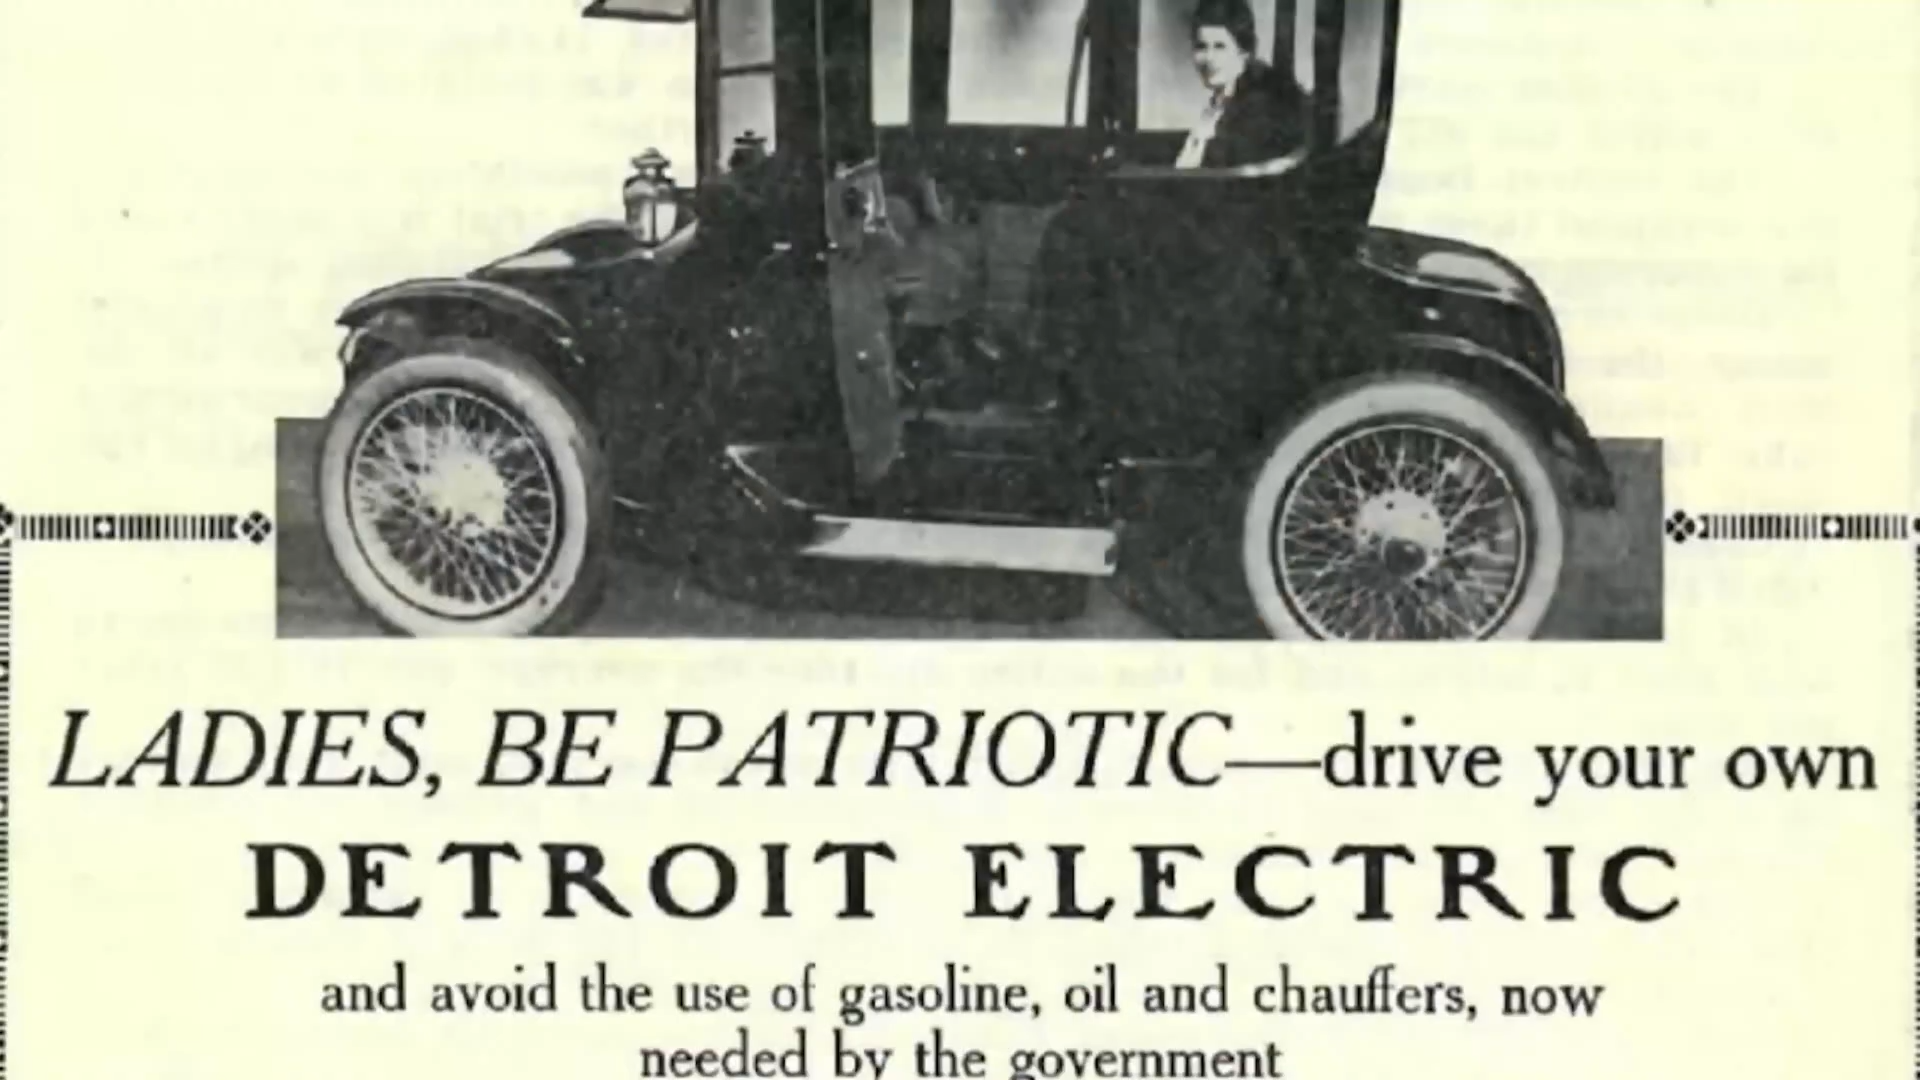 LADIES, BE PATRIOTIC—drive your own
DETROIT ELECTRIC
and avoid the use of gasoline, oil and chauffers, now
needed by the government